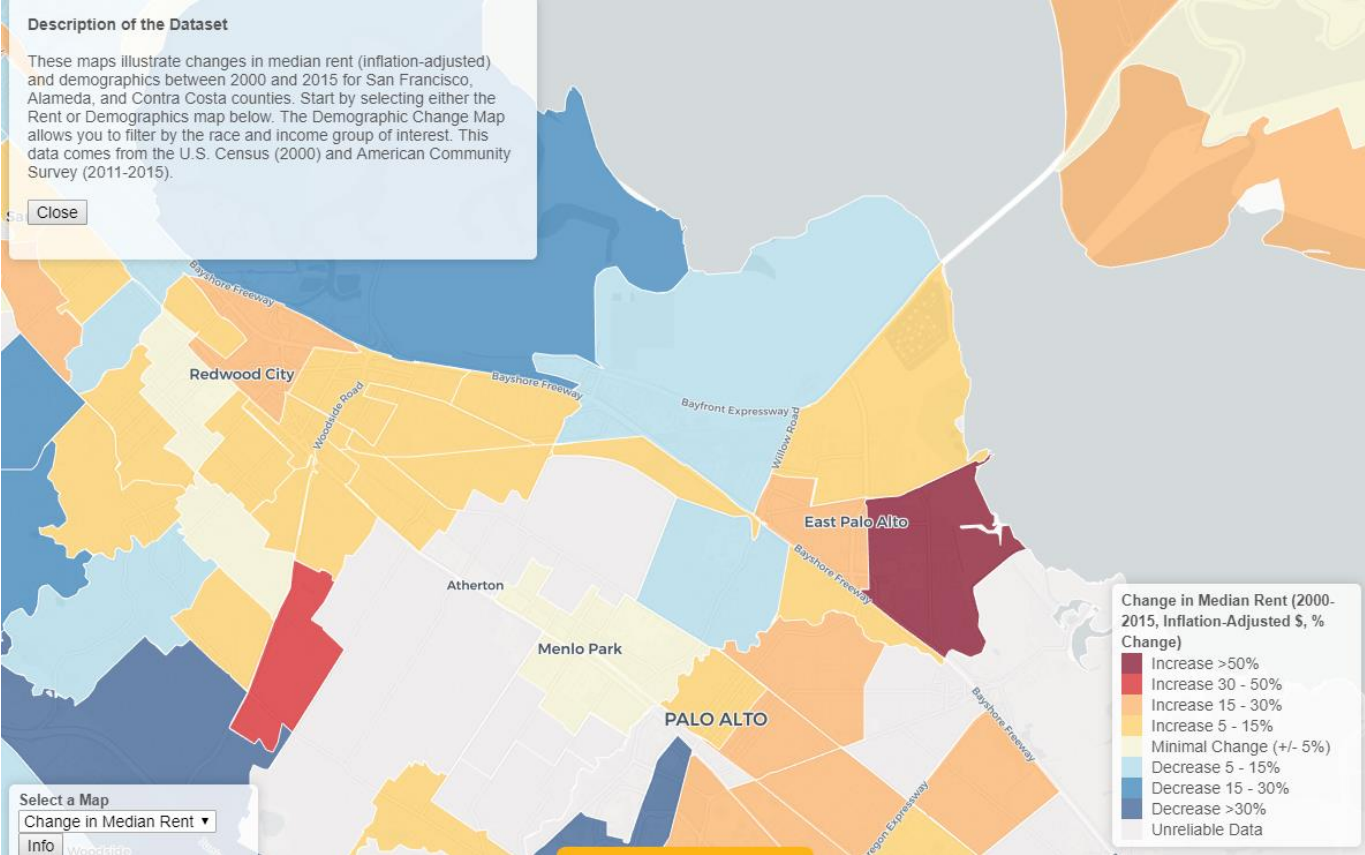 Description of the Dataset
These maps illustrate changes in median rent (inflation-adjusted)
and demographics between 2000 and 2015 for San Francisco,
Alameda, and Contra Costa counties. Start by selecting either the
Rent or Demographics map below. The Demographic Change Map
allows you to filter by the race and income group of interest. This
data comes from the U.S. Census (2000) and American Community
Survey (2011-2015).
Close
Bayshore Freeway
Redwood City
Woodside Road
Bayshore Freeway
Bayfront Expressway
Willow Road
East Palo Alto
Bayshore Freeway
Atherton
Menlo Park
PALO ALTO
Bayshore Freeway
Change in Median Rent (2000-
2015, Inflation-Adjusted $, %
Change)
Increase >50%
Increase 30 - 50%
Increase 15 - 30%
Increase 5 - 15%
Minimal Change (+/- 5%)
Decrease 5 - 15%
Decrease 15 - 30%
Decrease >30%
Unreliable Data
Select a Map
Change in Median Rent
Info
Woodside
Expressway